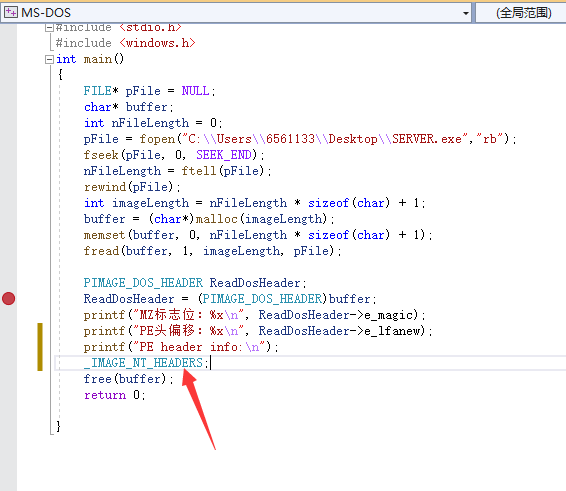 MS-DOS (全局范围)
#include <stdio.h>
#include <windows.h>
int main()
{
FILE* pFile = NULL;
char* buffer;
int nFileLength = 0;
pFile = fopen("C:\\Users\\6561133\\Desktop\\SERVER.exe","rb");
fseek(pFile, 0, SEEK_END);
nFileLength = ftell(pFile);
rewind(pFile);
int imageLength = nFileLength * sizeof(char) + 1;
buffer = (char*)malloc(imageLength);
memset(buffer, 0, nFileLength * sizeof(char) + 1);
fread(buffer, 1, imageLength, pFile);
PIMAGE_DOS_HEADER ReadDosHeader;
ReadDosHeader = (PIMAGE_DOS_HEADER)buffer;
printf("MZ标志位：%x\n", ReadDosHeader->e_magic);
printf("PE头偏移：%x\n", ReadDosHeader->e_lfanew);
printf("PE header info:\n");
_IMAGE_NT_HEADERS;
free(buffer);
return 0;
}